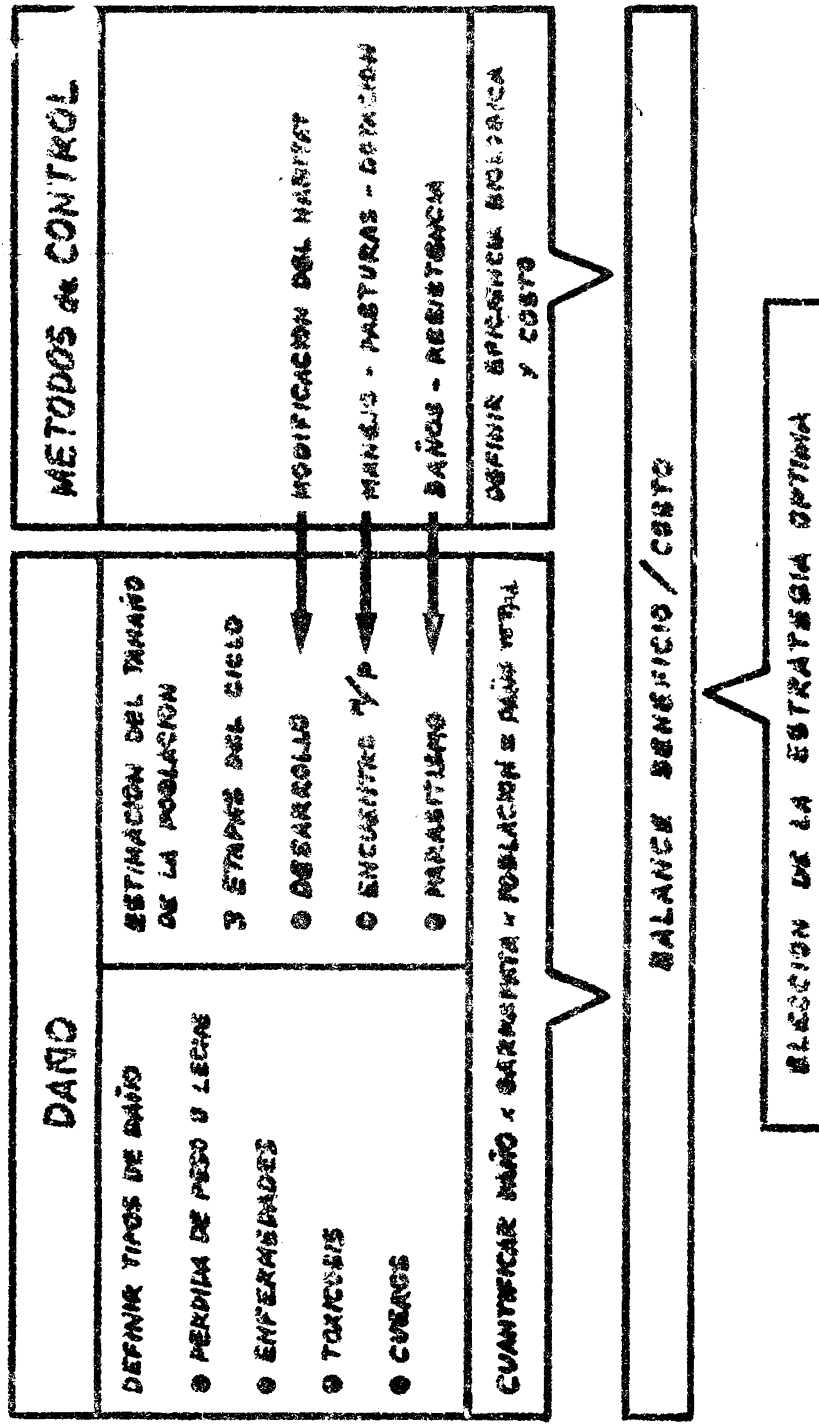 DAÑO
DEFINIR TIPOS DE DAÑO
● PERDIDA DE PESO U LECHE
● ENFERMEDADES
● TOXICOSIS
● CUEROS
ESTIMACION DEL TAMAÑO
DE LA POBLACION
3 ETAPAS DEL CICLO
● DESARROLLO
● ENCUENTRO
● PARASITISMO
CUANTIFICAR DAÑO x GARRAPATA x POBLACION = DAÑO TOTAL
METODOS de CONTROL
MODIFICACION DEL HABITAT
MANEJO - PASTURAS - DOTACION
BAÑOS - RESISTENCIA
DEFINIR EFICIENCIA BIOLOGICA
Y COSTO
BALANCE BENEFICIO / COSTO
ELECCION DE LA ESTRATEGIA OPTIMA